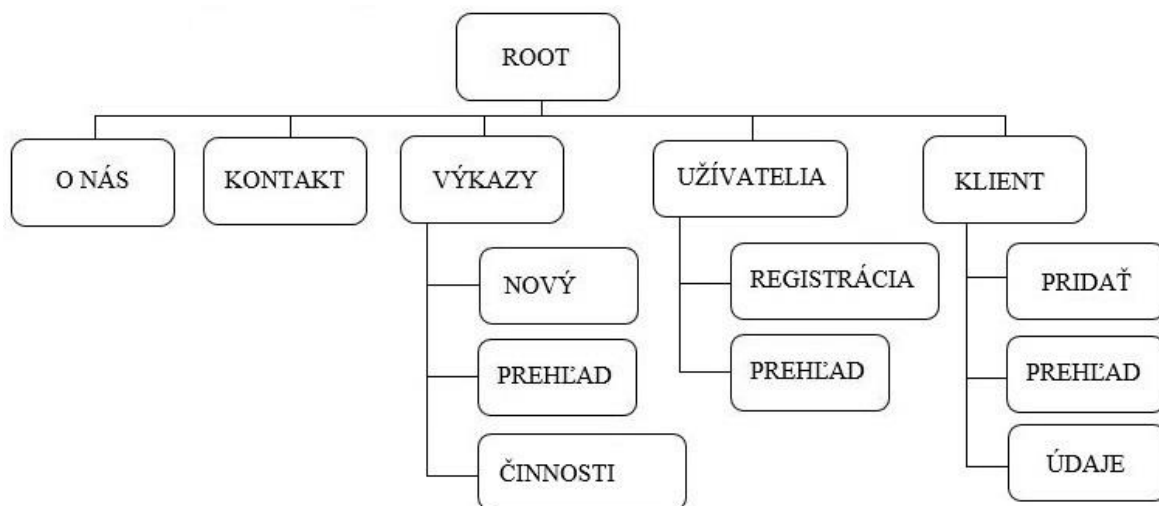 ROOT
O NÁS
KONTAKT
VÝKAZY
UŽÍVATELIA
KLIENT
NOVÝ
PREHĽAD
ČINNOSTI
REGISTRÁCIA
PREHĽAD
PRIDAŤ
PREHĽAD
ÚDAJE